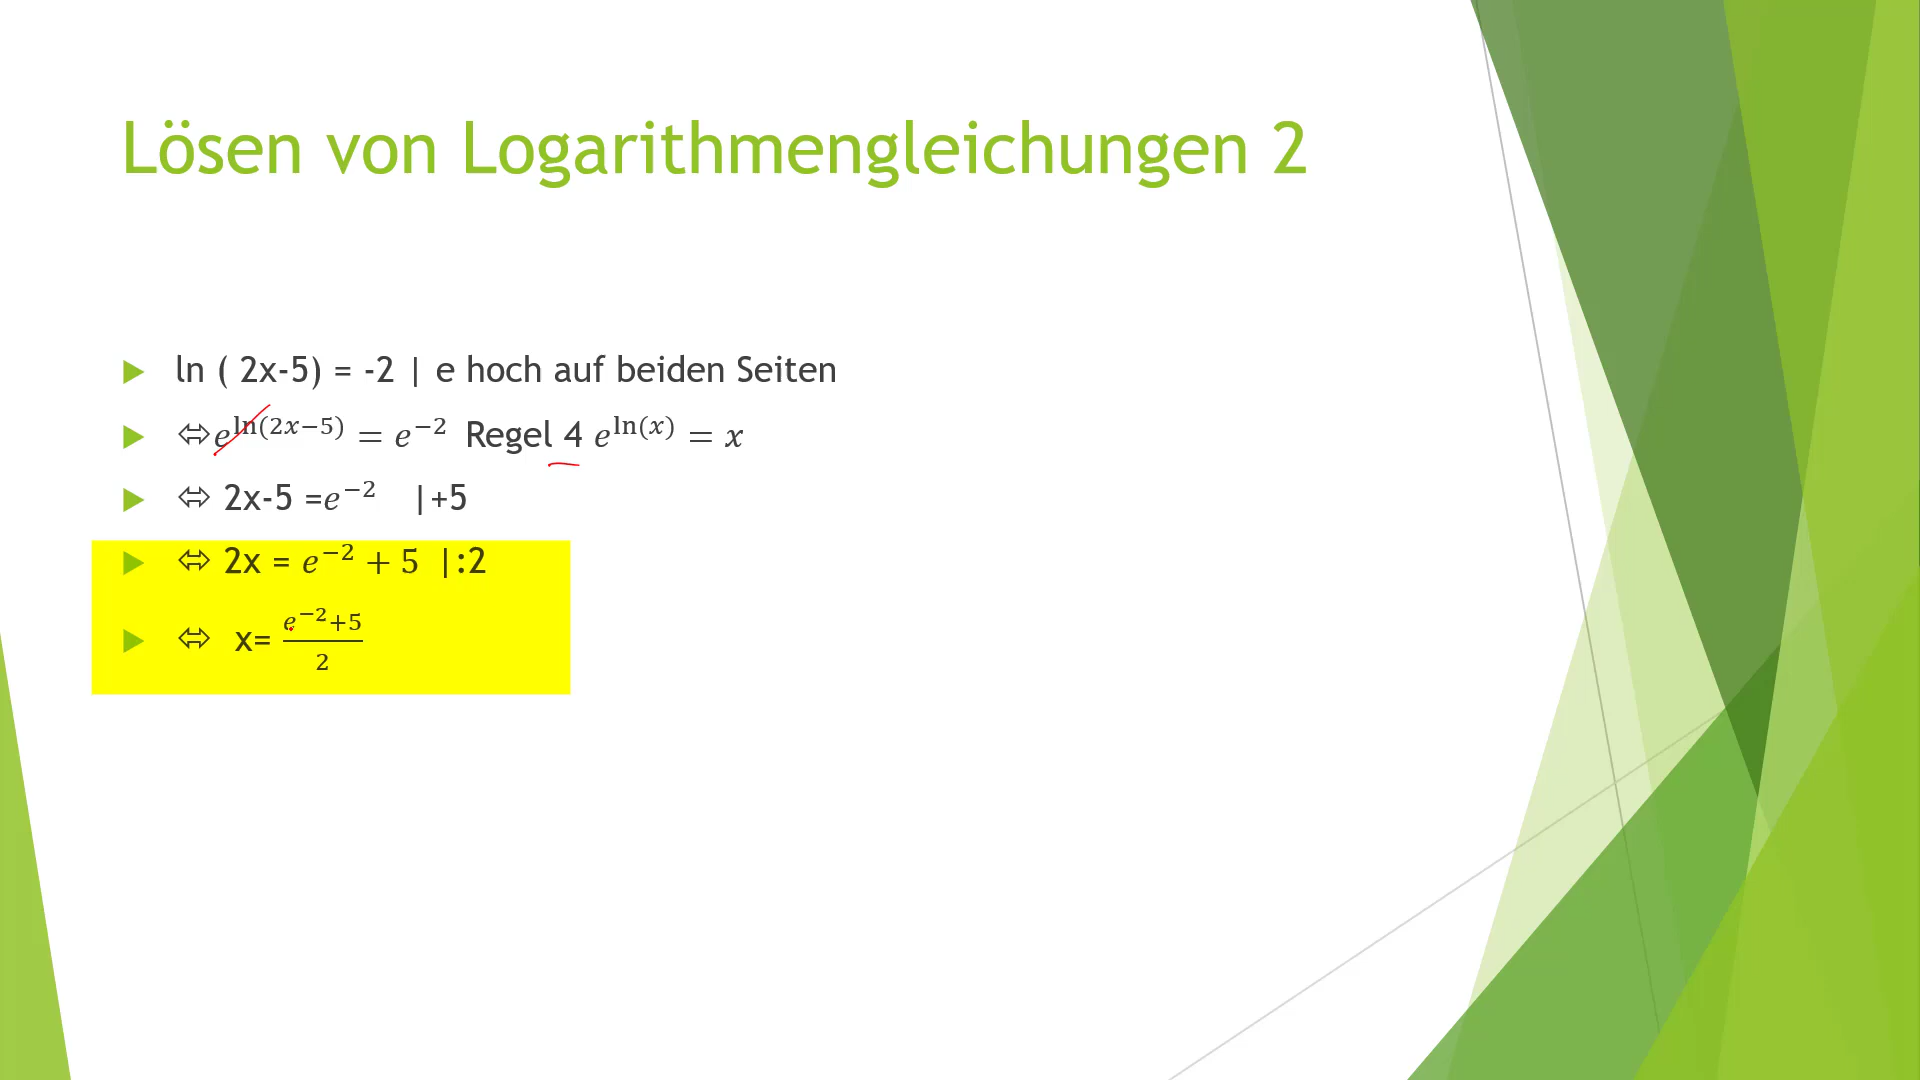 Lösen von Logarithmengleichungen 2
ln ( 2x-5) = -2 | e hoch auf beiden Seiten
⬄𝑒^ln(2𝑥−5) = 𝑒^−2 Regel 4 𝑒^ln(𝑥) = 𝑥
⬄ 2x-5 =𝑒^−2 |+5
⬄ 2x = 𝑒^−2 + 5 |:2
⬄ x= (𝑒^−2+5)/2